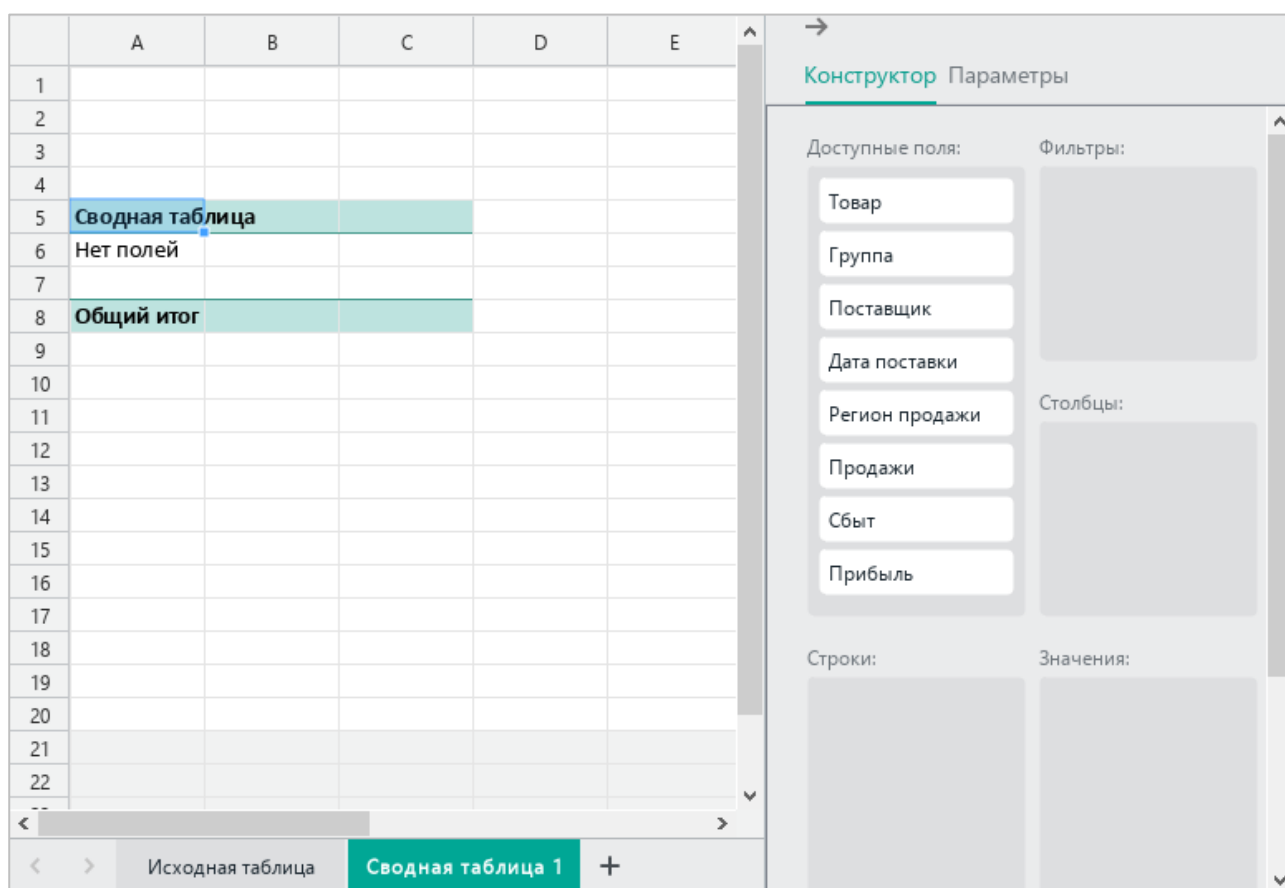 A B C D E
1
2
3
4
5 Сводная таблица
6 Нет полей
7
8 Общий итог
9
10
11
12
13
14
15
16
17
18
19
20
21
22
Исходная таблица Сводная таблица 1 +
Конструктор Параметры
Доступные поля: Фильтры:
Товар
Группа
Поставщик
Дата поставки
Столбцы:
Регион продажи
Продажи
Сбыт
Прибыль
Строки: Значения: